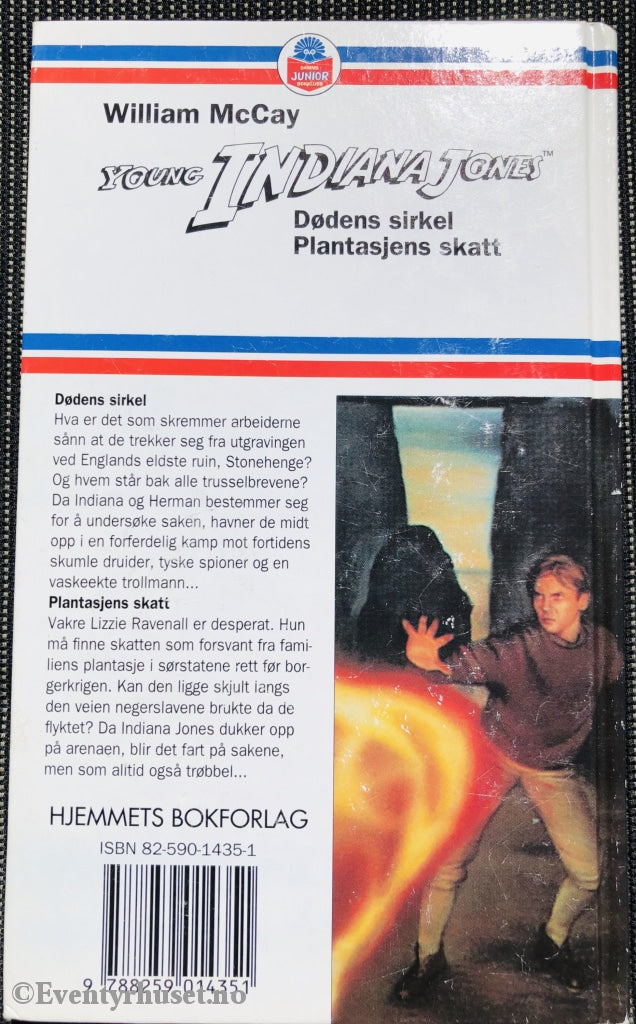 DAMMS
JUNIOR
BOKKLUBB
William McCay
YOUNG INDIANA JONES™
Dødens sirkel
Plantasjens skatt
Dødens sirkel
Hva er det som skremmer arbeiderne
sånn at de trekker seg fra utgravingen
ved Englands eldste ruin, Stonehenge?
Og hvem står bak alle trusselbrevene?
Da Indiana og Herman bestemmer seg
for å undersøke saken, havner de midt
opp i en forferdelig kamp mot fortidens
skumle druider, tyske spioner og en
vaskeekte trollmann...
Plantasjens skatt
Vakre Lizzie Ravenall er desperat. Hun
må finne skatten som forsvant fra fami-
liens plantasje i sørstatene rett før bor-
gerkrigen. Kan den ligge skjult langs
den veien negerslavene brukte da de
flyktet? Da Indiana Jones dukker opp
på arenaen, blir det fart på sakene,
men som alltid også trøbbel...
HJEMMETS BOKFORLAG
ISBN 82-590-1435-1
9 788259 014351
©Eventyrhuset.no